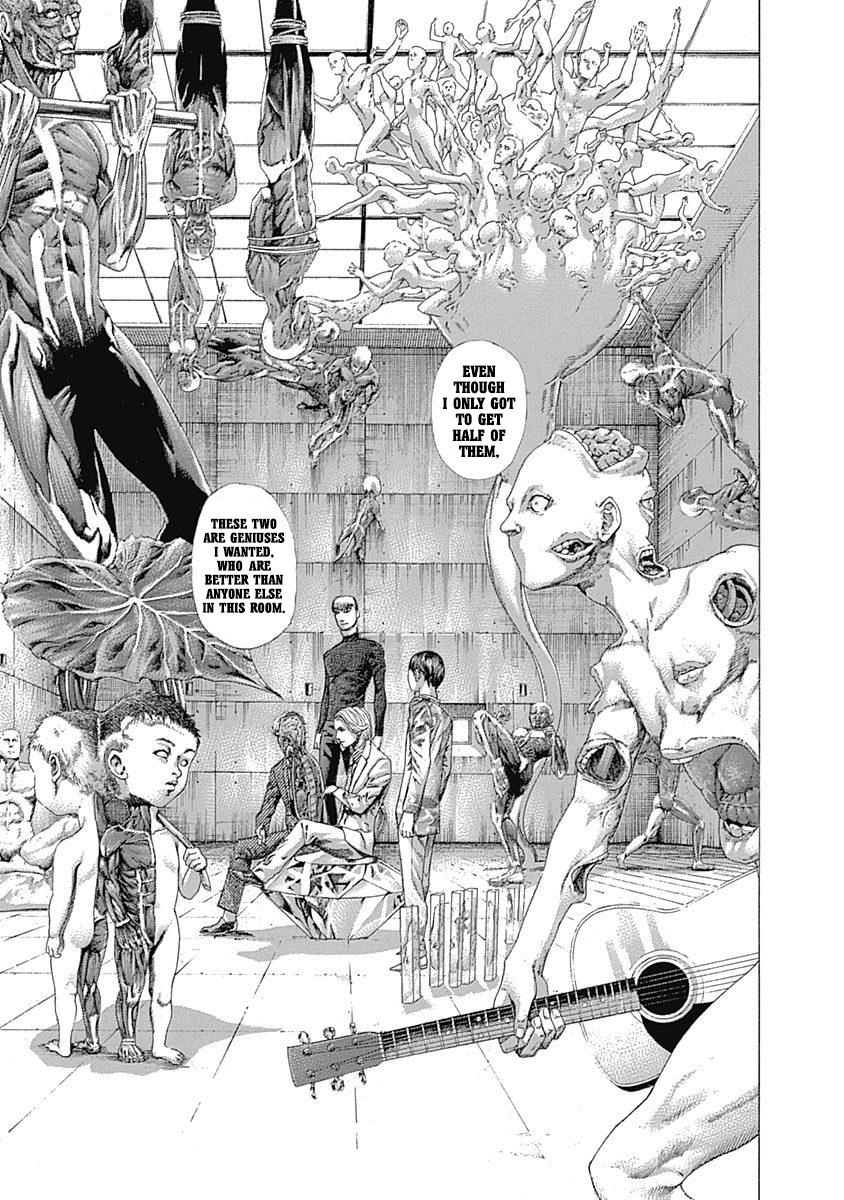 EVEN
THOUGH
I ONLY GOT
TO GET
HALF OF
THEM.
THESE TWO
ARE GENIUSES
I WANTED,
WHO ARE
BETTER THAN
ANYONE ELSE
IN THIS ROOM.